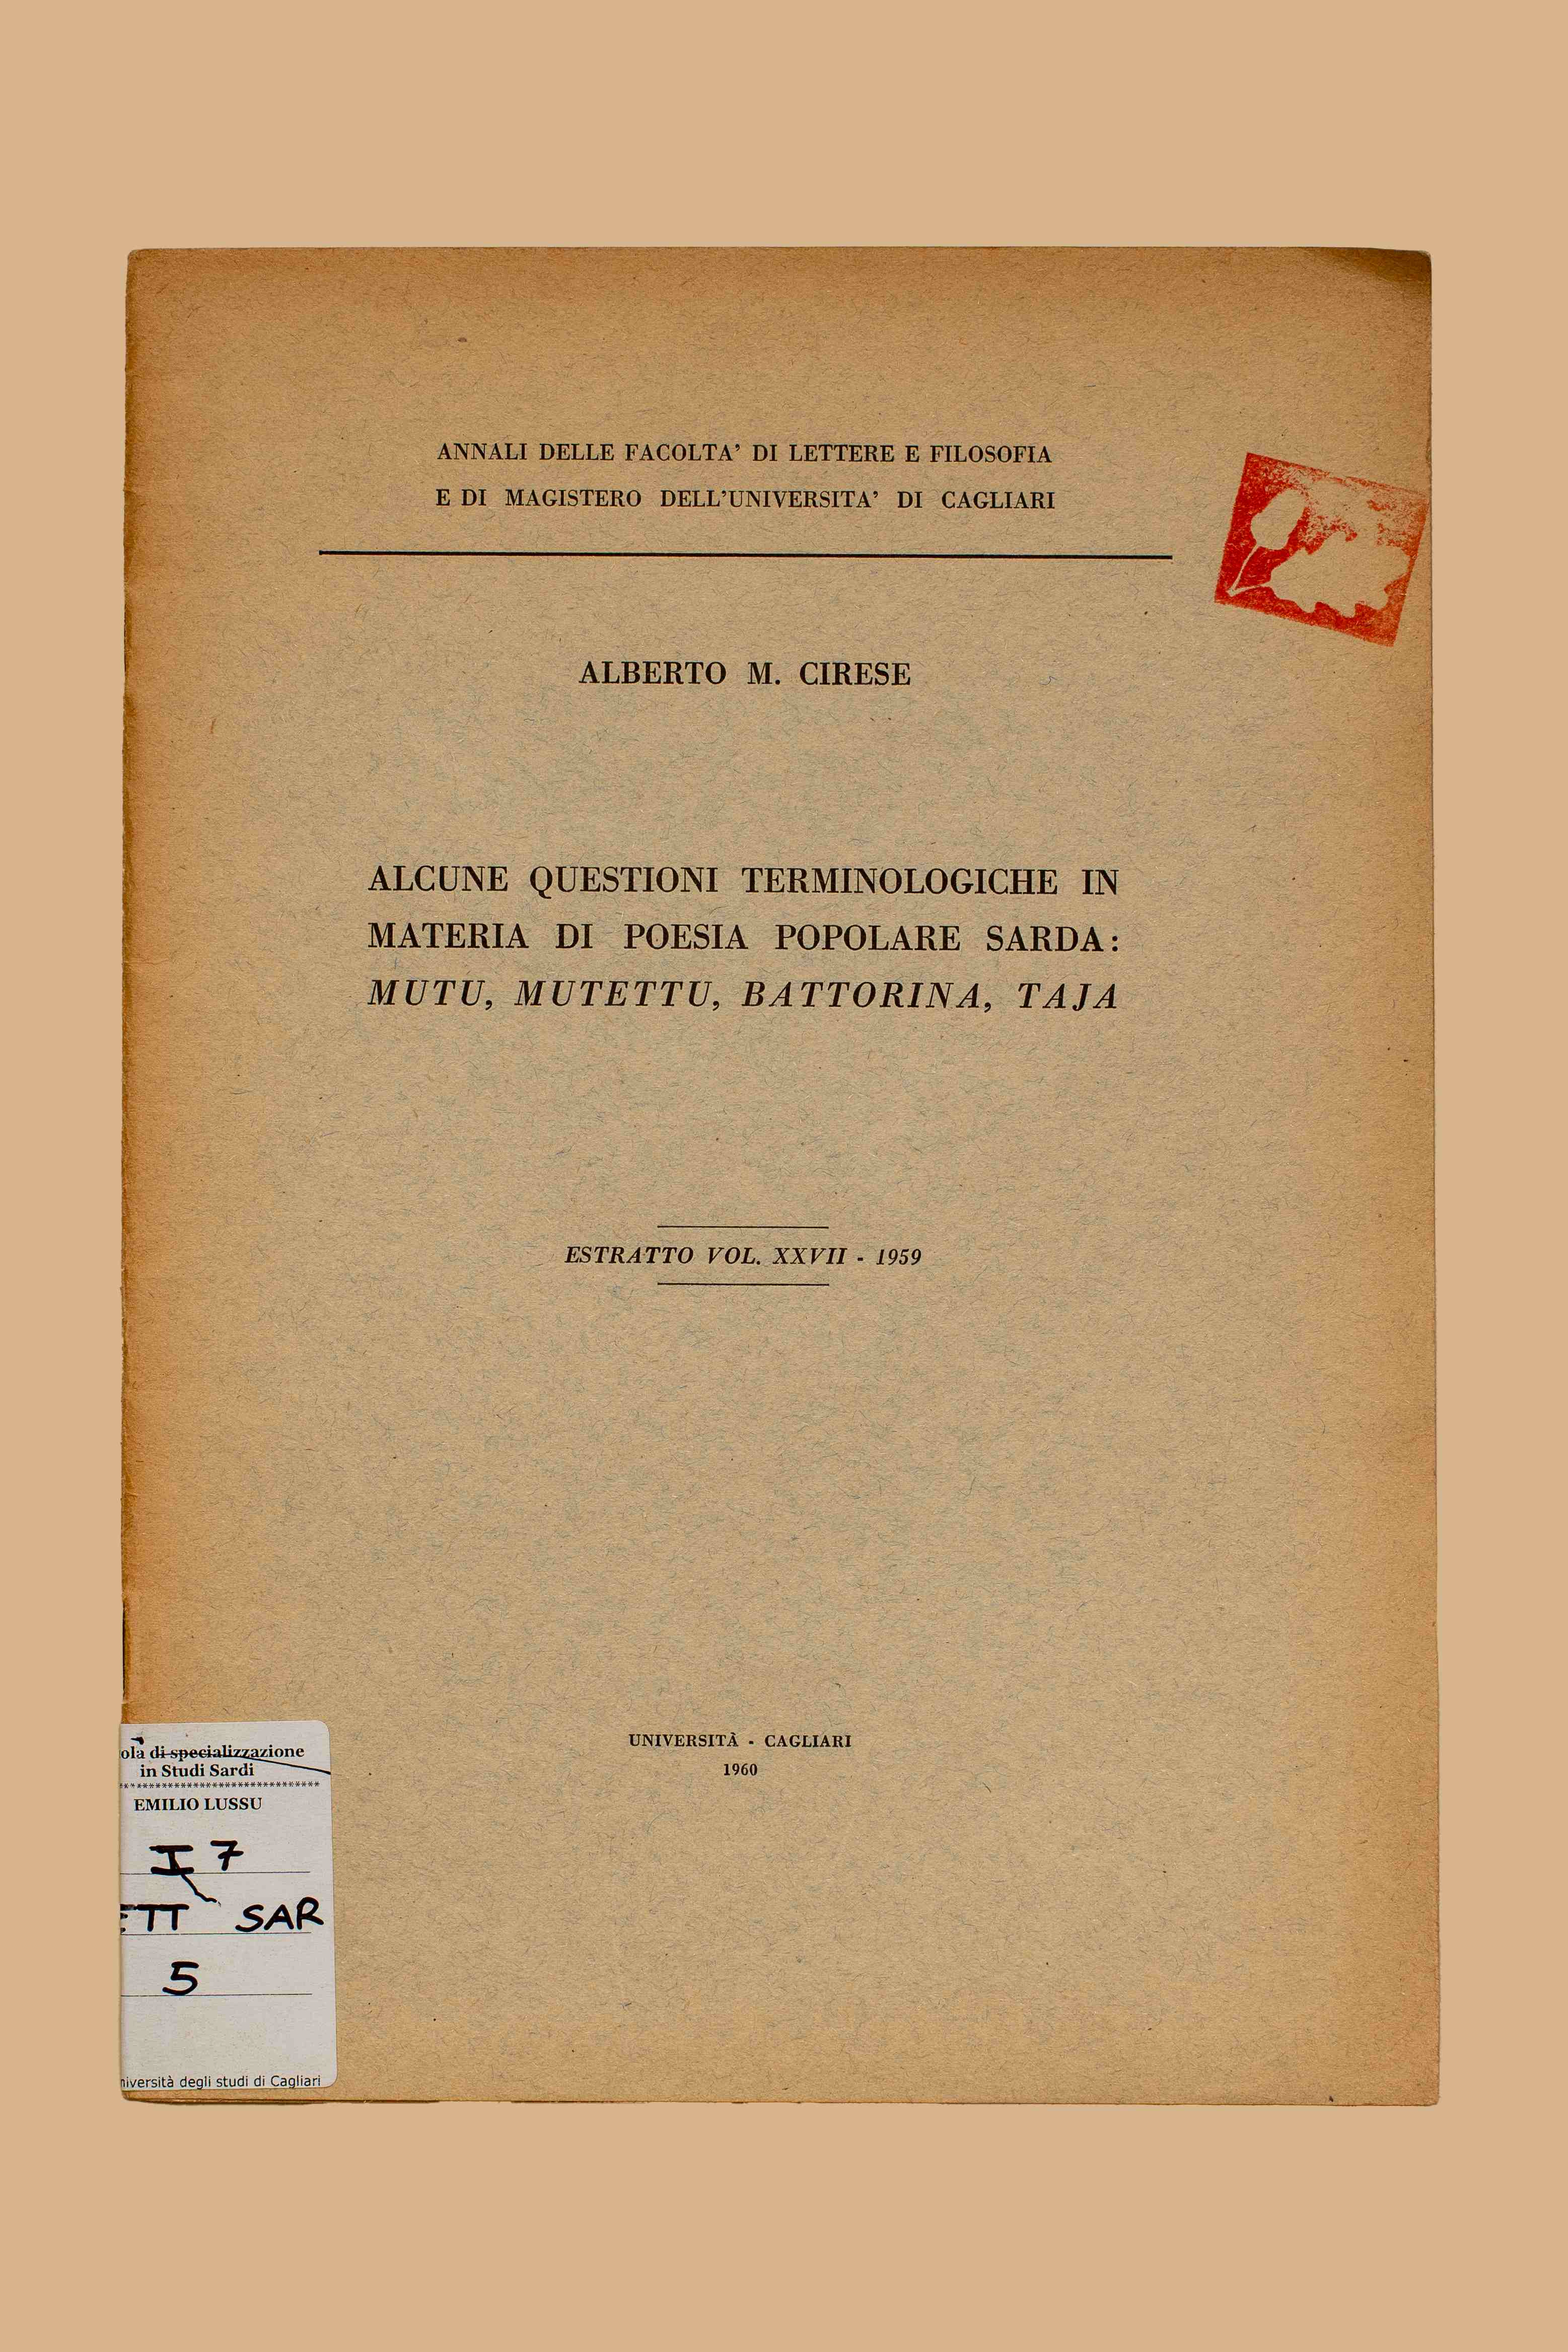 ANNALI DELLE FACOLTA' DI LETTERE E FILOSOFIA
E DI MAGISTERO DELL'UNIVERSITA' DI CAGLIARI
ALBERTO M. CIRESE
ALCUNE QUESTIONI TERMINOLOGICHE IN
MATERIA DI POESIA POPOLARE SARDA:
MUTU, MUTETTU, BATTORINA, TAJA
ESTRATTO VOL. XXVII - 1959
UNIVERSITÀ - CAGLIARI
1960
ola di specializzazione
in Studi Sardi
EMILIO LUSSU
I 7
ETT SAR
5
niversità degli studi di Cagliari